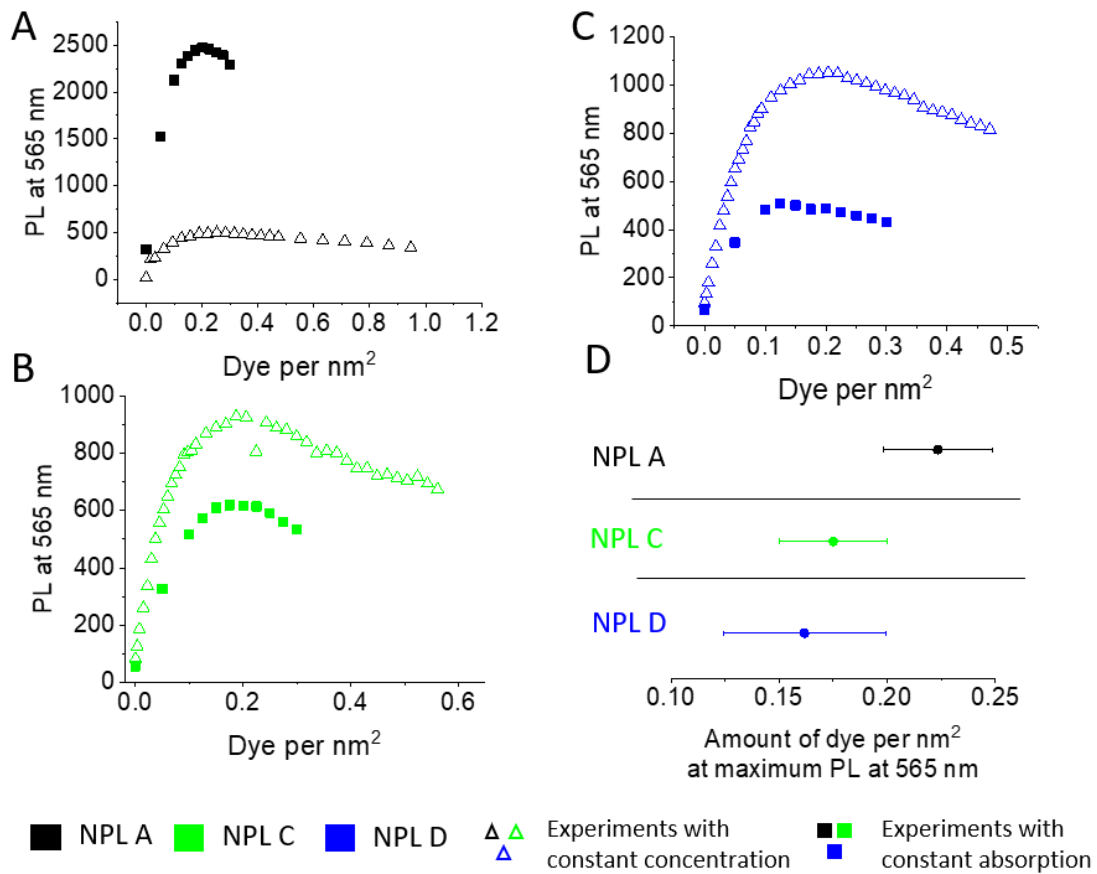 A
PL at 565 nm
2500
2000
1500
1000
500
0
0.0 0.2 0.4 0.6 0.8 1.0 1.2
Dye per nm²
B
PL at 565 nm
1000
800
600
400
200
0
0.0 0.2 0.4 0.6
Dye per nm²
C
PL at 565 nm
1200
1000
800
600
400
200
0
0.0 0.1 0.2 0.3 0.4 0.5
Dye per nm²
D
NPL A
NPL C
NPL D
0.10 0.15 0.20 0.25
Amount of dye per nm²
at maximum PL at 565 nm
NPL A NPL C NPL D
Experiments with
constant concentration
Experiments with
constant absorption